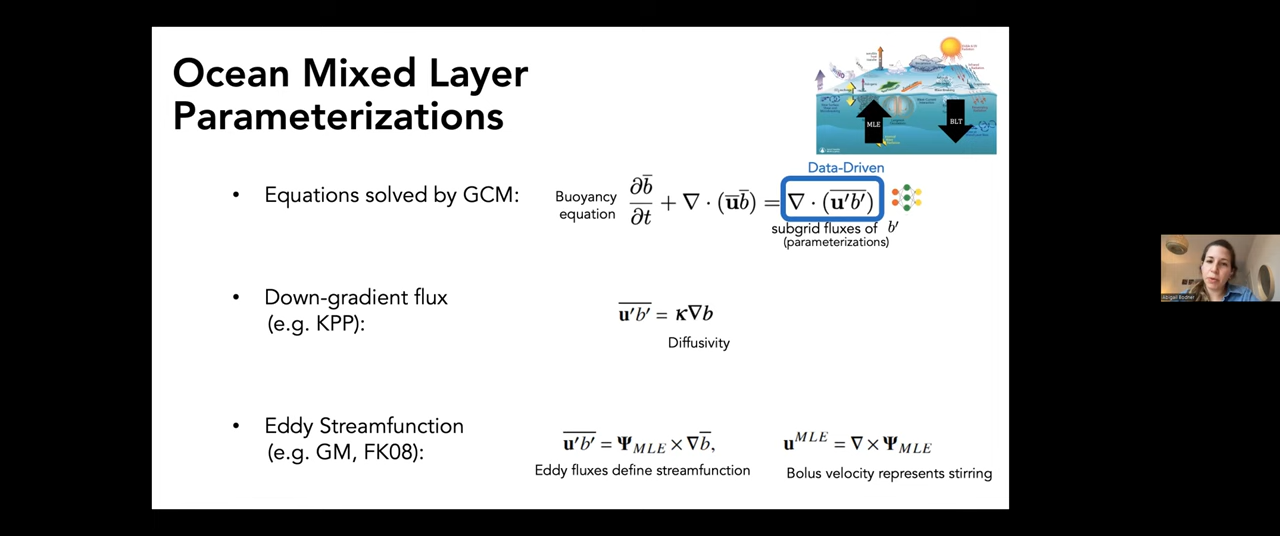 Ocean Mixed Layer
Parameterizations
MLE
BLT
Data-Driven
• Equations solved by GCM:
Buoyancy
equation
∂b̅/∂t + ∇ · (u̅b̅) = ∇ · (u′b′)‾
subgrid fluxes of b′
(parameterizations)
• Down-gradient flux
(e.g. KPP):
u′b′‾ = κ∇b
Diffusivity
• Eddy Streamfunction
(e.g. GM, FK08):
u′b′‾ = Ψ_MLE × ∇b̅,
u^MLE = ∇ × Ψ_MLE
Eddy fluxes define streamfunction
Bolus velocity represents stirring
Abigail Bodner